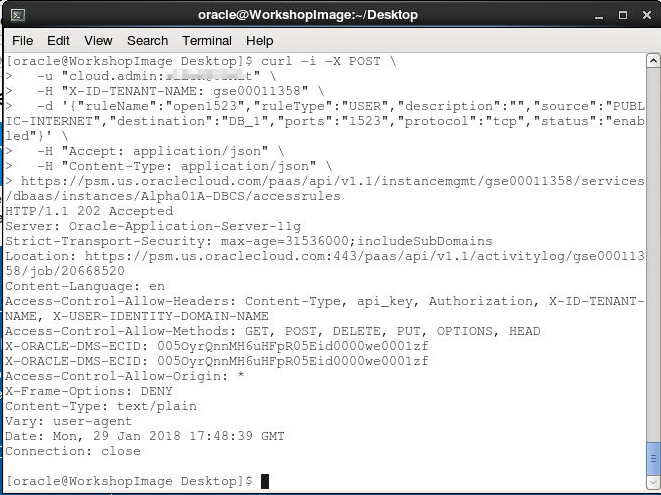 oracle@WorkshopImage:~/Desktop
File Edit View Search Terminal Help
[oracle@WorkshopImage Desktop]$ curl -i -X POST \
>   -u "cloud.admin:t" \
>   -H "X-ID-TENANT-NAME: gse00011358" \
>   -d '{"ruleName":"open1523","ruleType":"USER","description":"","source":"PUBL
IC-INTERNET","destination":"DB_1","ports":"1523","protocol":"tcp","status":"enab
led"}' \
>   -H "Accept: application/json" \
>   -H "Content-Type: application/json" \
> https://psm.us.oraclecloud.com/paas/api/v1.1/instancemgmt/gse00011358/services
/dbaas/instances/Alpha01A-DBCS/accessrules
HTTP/1.1 202 Accepted
Server: Oracle-Application-Server-11g
Strict-Transport-Security: max-age=31536000;includeSubDomains
Location: https://psm.us.oraclecloud.com:443/paas/api/v1.1/activitylog/gse000113
58/job/20668520
Content-Language: en
Access-Control-Allow-Headers: Content-Type, api_key, Authorization, X-ID-TENANT-
NAME, X-USER-IDENTITY-DOMAIN-NAME
Access-Control-Allow-Methods: GET, POST, DELETE, PUT, OPTIONS, HEAD
X-ORACLE-DMS-ECID: 005OyrQnnMH6uHFpR05Eid0000we0001zf
X-ORACLE-DMS-ECID: 005OyrQnnMH6uHFpR05Eid0000we0001zf
Access-Control-Allow-Origin: *
X-Frame-Options: DENY
Content-Type: text/plain
Vary: user-agent
Date: Mon, 29 Jan 2018 17:48:39 GMT
Connection: close
[oracle@WorkshopImage Desktop]$